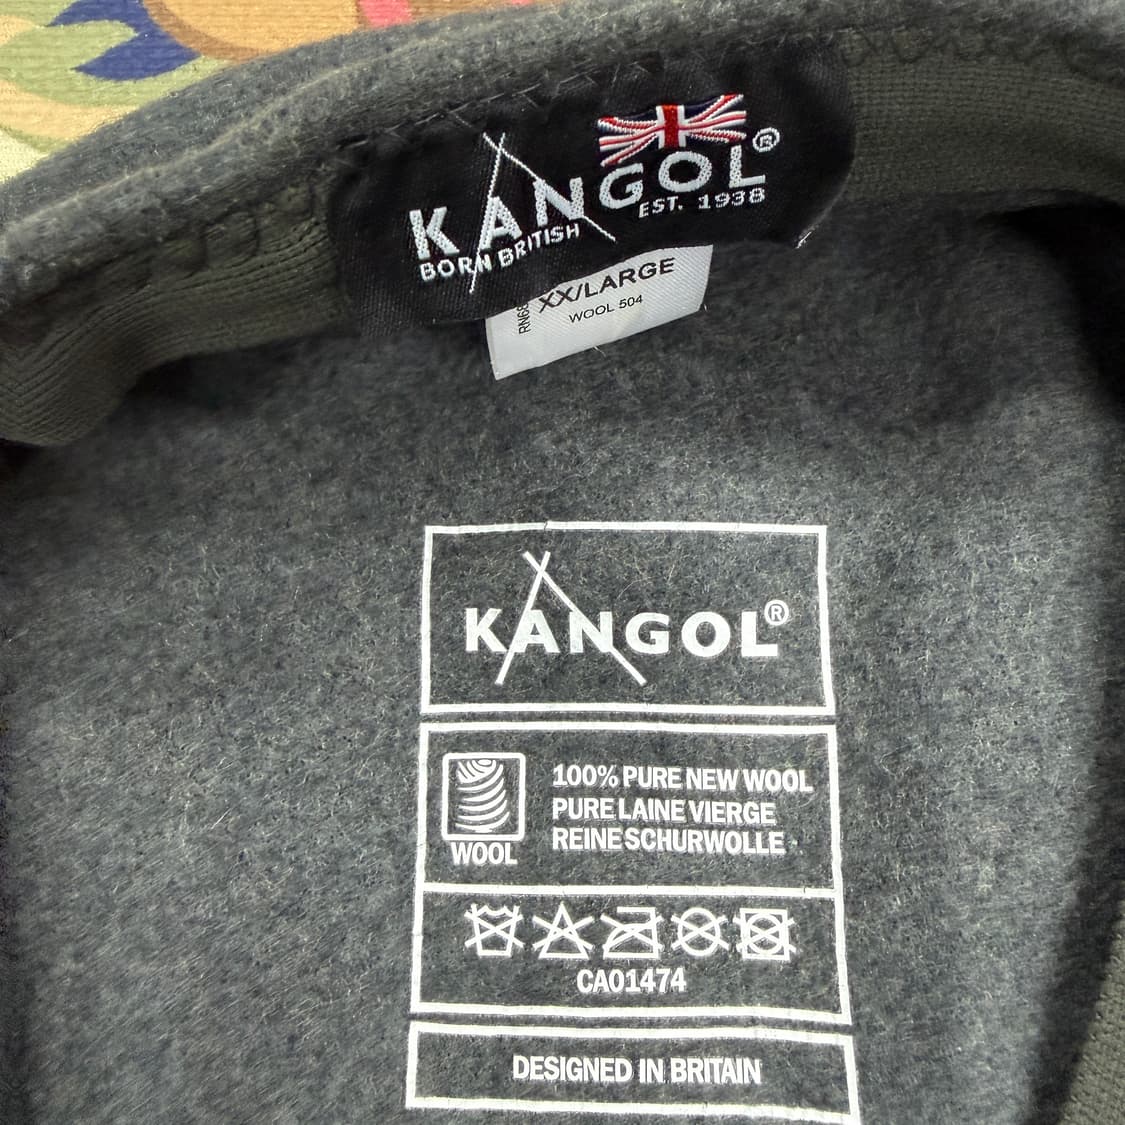 KANGOL®
BORN BRITISH EST. 1938
XX/LARGE
WOOL 504
KANGOL®
WOOL
100% PURE NEW WOOL
PURE LAINE VIERGE
REINE SCHURWOLLE
CA01474
DESIGNED IN BRITAIN